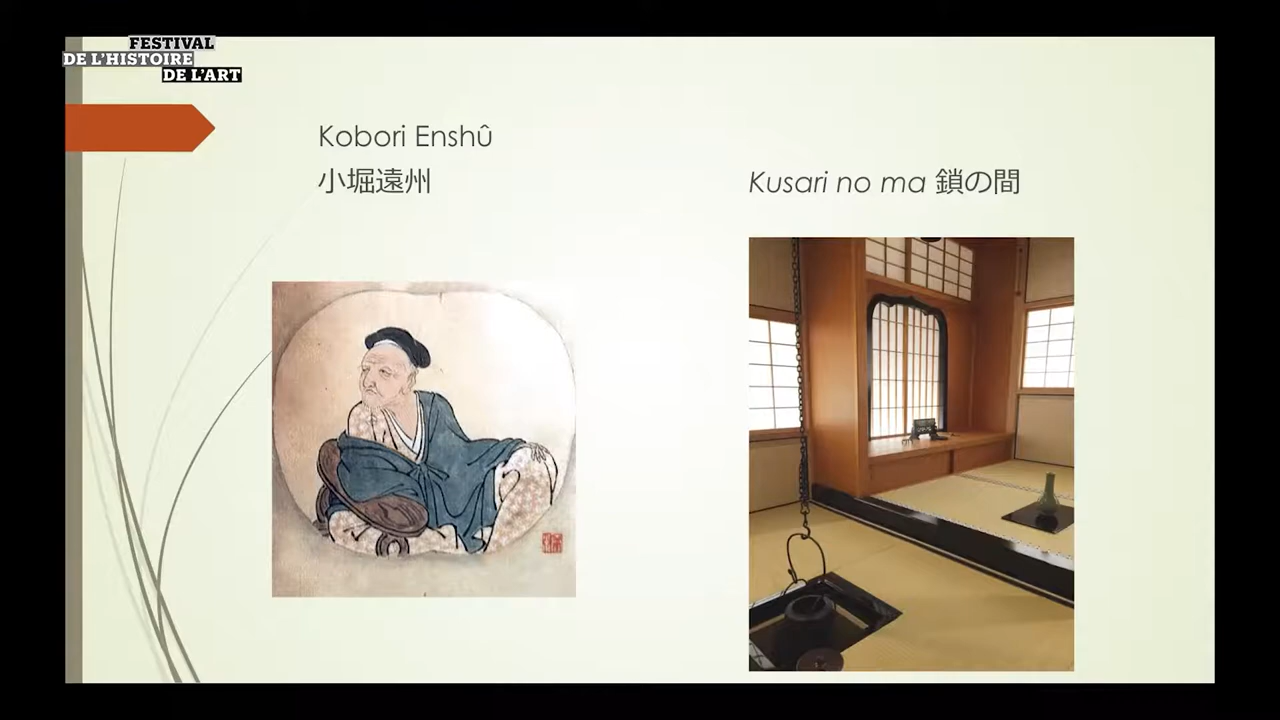 FESTIVAL
DE L'HISTOIRE
DE L'ART
Kobori Enshû
小堀遠州
Kusari no ma 鎖の間